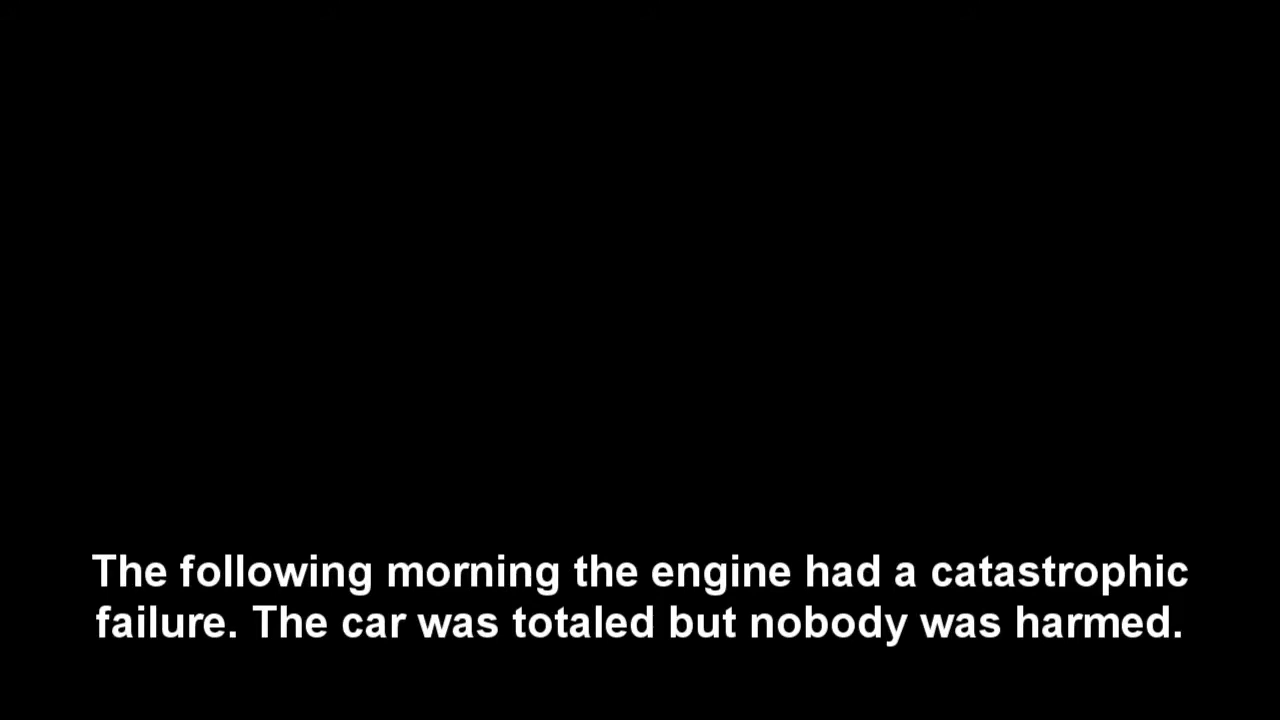 The following morning the engine had a catastrophic
failure. The car was totaled but nobody was harmed.